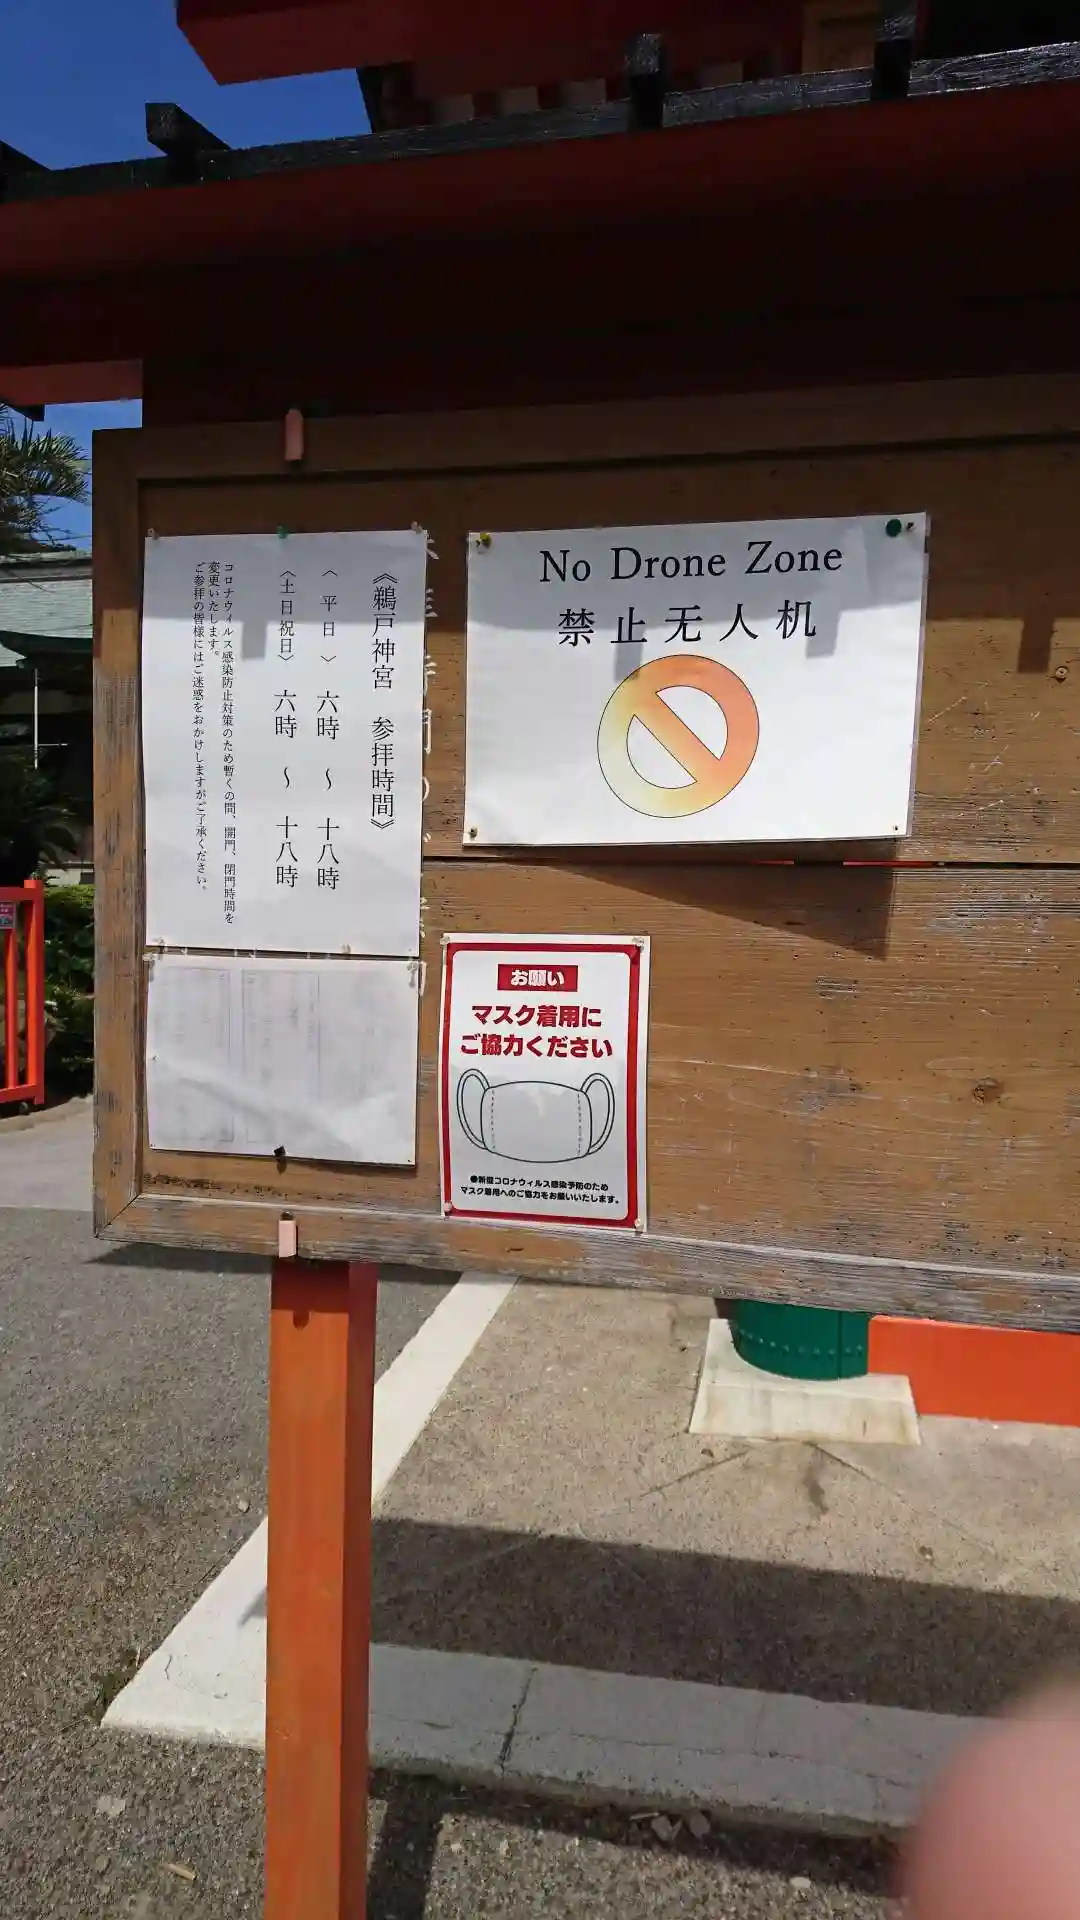 《鵜戸神宮 参拝時間》
〈 平日 〉 六時 ～ 十八時
〈土日祝日〉 六時 ～ 十八時
コロナウィルス感染防止対策のため暫くの間、開門、閉門時間を
変更いたします。
ご参拝の皆様にはご迷惑をおかけしますがご了承ください。
No Drone Zone
禁止无人机
お願い
マスク着用に
ご協力ください
●新型コロナウィルス感染予防のため
マスク着用へのご協力をお願いいたします。